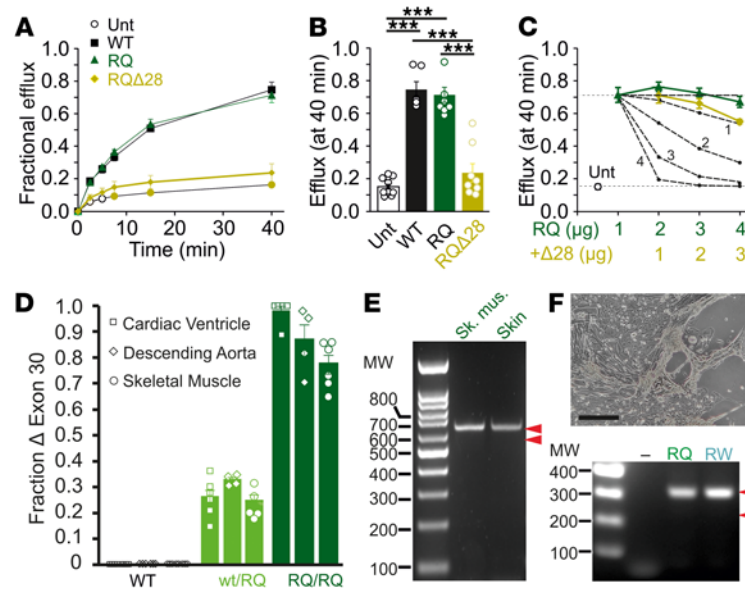 A
Unt
WT
RQ
RQΔ28
Fractional efflux
1.0
0.8
0.6
0.4
0.2
0.0
0 10 20 30 40
Time (min)
B
***
***
***
***
Efflux (at 40 min)
1.0
0.8
0.6
0.4
0.2
0.0
Unt
WT
RQ
RQΔ28
C
Efflux (at 40 min)
1.0
0.8
0.6
0.4
0.2
0.0
Unt
1
2
3
4
RQ (µg) 1 2 3 4
+Δ28 (µg) 1 2 3
D
Fraction Δ Exon 30
1.0
0.9
0.8
0.7
0.6
0.5
0.4
0.3
0.2
0.1
0
Cardiac Ventricle
Descending Aorta
Skeletal Muscle
WT wt/RQ RQ/RQ
E
Sk. mus.
Skin
MW
800
700
600
500
400
300
200
100
F
MW – RQ RW
400
300
200
100